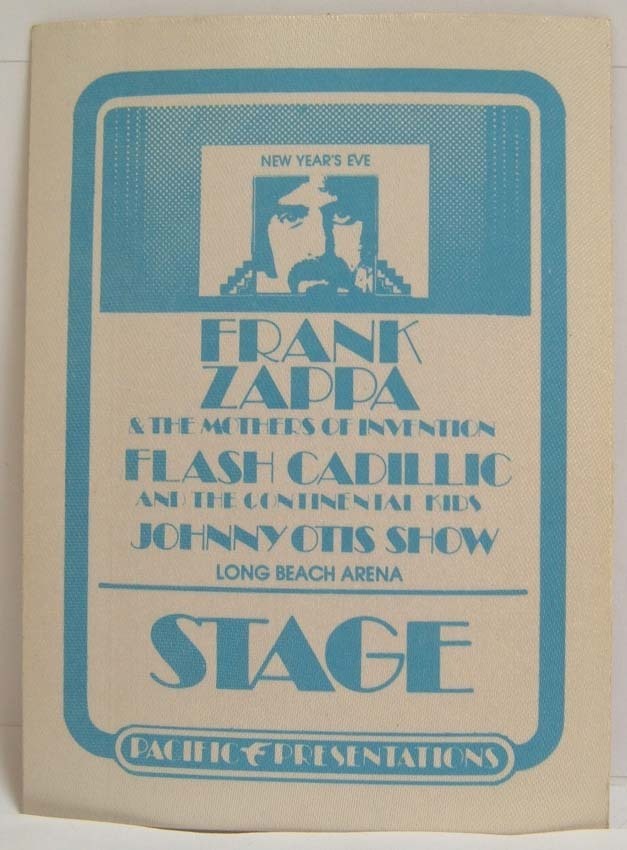 NEW YEAR'S EVE
FRANK
ZAPPA
& THE MOTHERS OF INVENTION
FLASH CADILLIC
AND THE CONTINENTAL KIDS
JOHNNY OTIS SHOW
LONG BEACH ARENA
STAGE
PACIFIC PRESENTATIONS